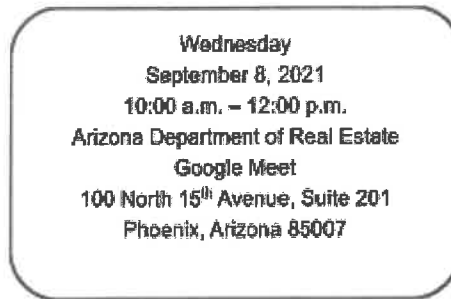 Wednesday
September 8, 2021
10:00 a.m. – 12:00 p.m.
Arizona Department of Real Estate
Google Meet
100 North 15th Avenue, Suite 201
Phoenix, Arizona 85007